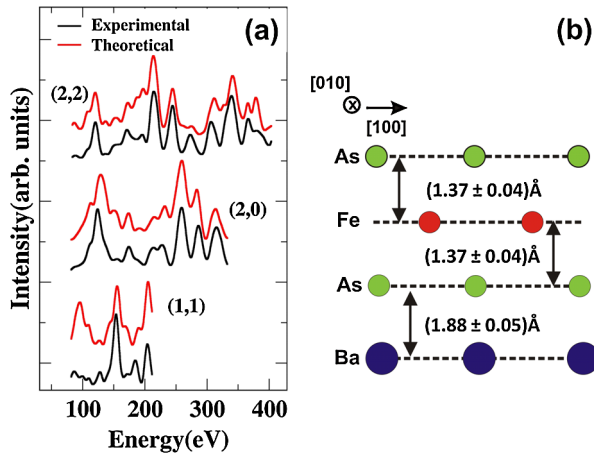 Experimental
Theoretical
(a)
(2,2)
(2,0)
(1,1)
Intensity(arb. units)
100 200 300 400
Energy(eV)
(b)
[010]
x
[100]
As
(1.37 ± 0.04)Å
Fe
(1.37 ± 0.04)Å
As
(1.88 ± 0.05)Å
Ba